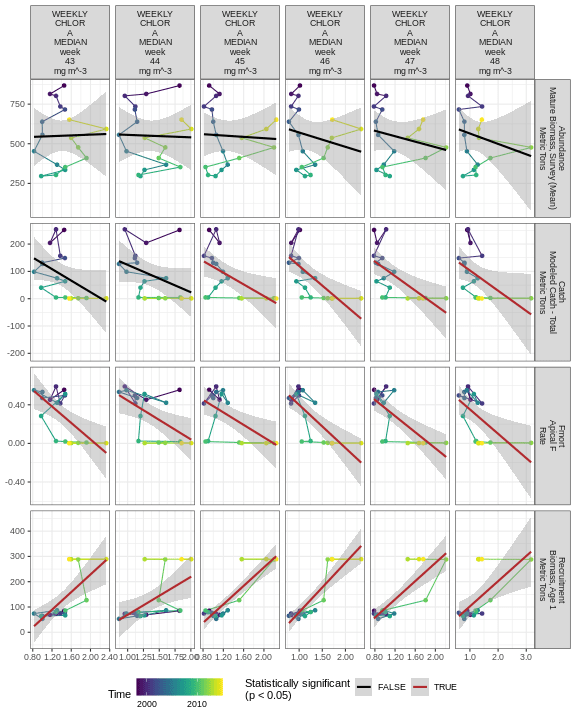 WEEKLY CHLOR A MEDIAN week 43 mg m^-3
WEEKLY CHLOR A MEDIAN week 44 mg m^-3
WEEKLY CHLOR A MEDIAN week 45 mg m^-3
WEEKLY CHLOR A MEDIAN week 46 mg m^-3
WEEKLY CHLOR A MEDIAN week 47 mg m^-3
WEEKLY CHLOR A MEDIAN week 48 mg m^-3
750
500
250
Abundance
Mature Biomass, Survey (Mean)
Metric Tons
200
100
0
-100
-200
Catch
Modeled Catch - Total
Metric Tons
0.40
0.00
-0.40
Fmort
Apical F
Rate
400
300
200
100
0
Recruitment
Biomass, Age 1
Metric Tons
0.80 1.20 1.60 2.00 2.40
1.00 1.25 1.50 1.75 2.00
0.80 1.20 1.60 2.00
1.00 1.50 2.00
0.80 1.20 1.60 2.00
1.0 2.0 3.0
Time
2000 2010
Statistically significant
(p < 0.05)
FALSE
TRUE